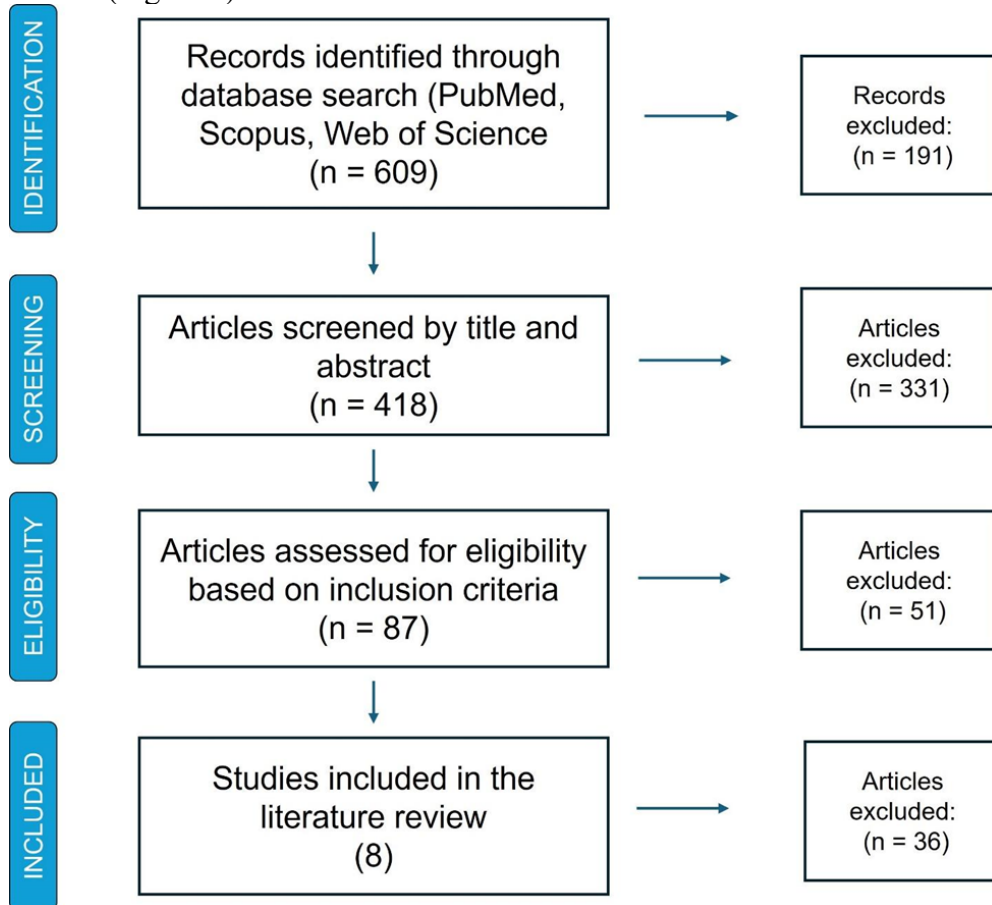 IDENTIFICATION
Records identified through
database search (PubMed,
Scopus, Web of Science
(n = 609)
Records
excluded:
(n = 191)
SCREENING
Articles screened by title and
abstract
(n = 418)
Articles
excluded:
(n = 331)
ELIGIBILITY
Articles assessed for eligibility
based on inclusion criteria
(n = 87)
Articles
excluded:
(n = 51)
INCLUDED
Studies included in the
literature review
(8)
Articles
excluded:
(n = 36)